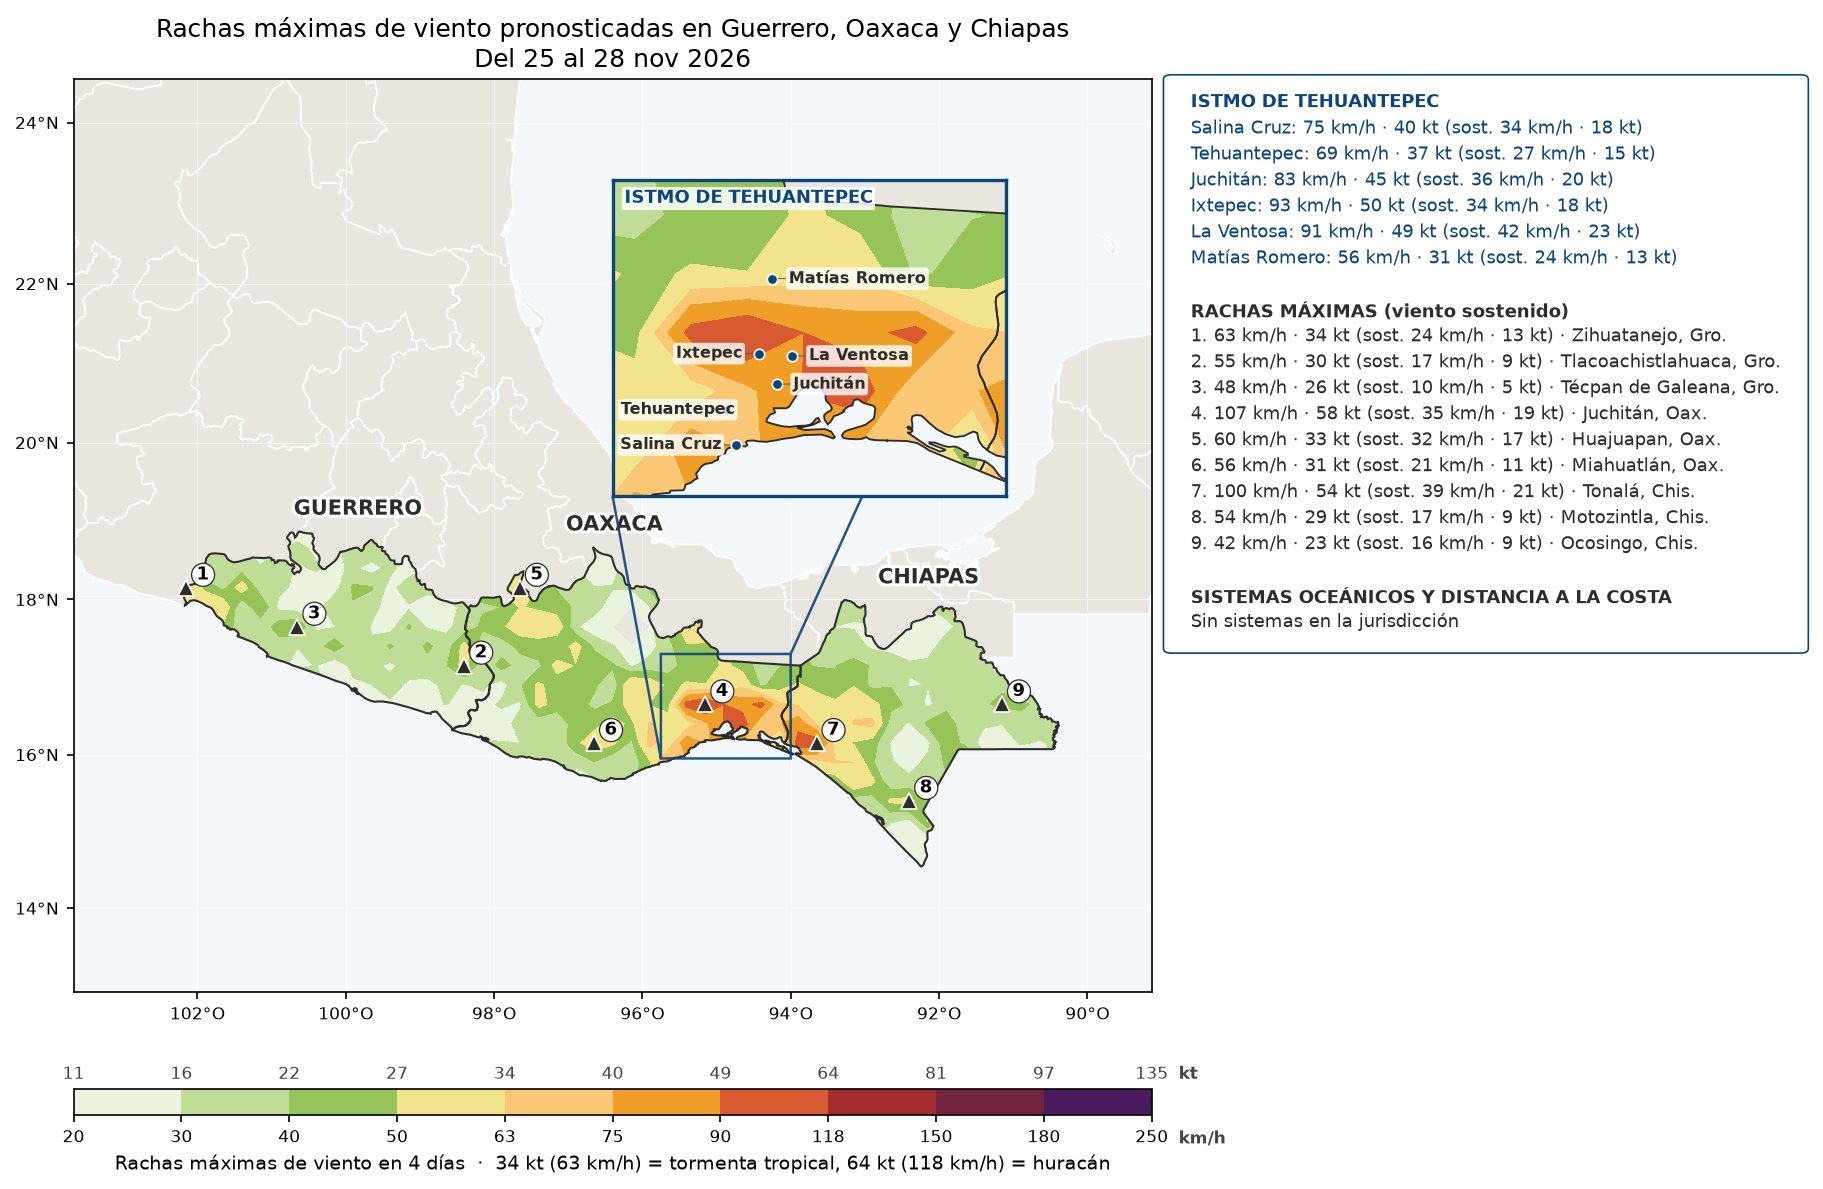 Rachas máximas de viento pronosticadas en Guerrero, Oaxaca y Chiapas
Del 25 al 28 nov 2026
24°N
22°N
20°N
18°N
16°N
14°N
102°O
100°O
98°O
96°O
94°O
92°O
90°O
ISTMO DE TEHUANTEPEC
Matías Romero
Ixtepec
La Ventosa
Juchitán
Tehuantepec
Salina Cruz
GUERRERO
OAXACA
CHIAPAS
1
5
3
2
4
9
6
7
8
ISTMO DE TEHUANTEPEC
Salina Cruz: 75 km/h · 40 kt (sost. 34 km/h · 18 kt)
Tehuantepec: 69 km/h · 37 kt (sost. 27 km/h · 15 kt)
Juchitán: 83 km/h · 45 kt (sost. 36 km/h · 20 kt)
Ixtepec: 93 km/h · 50 kt (sost. 34 km/h · 18 kt)
La Ventosa: 91 km/h · 49 kt (sost. 42 km/h · 23 kt)
Matías Romero: 56 km/h · 31 kt (sost. 24 km/h · 13 kt)
RACHAS MÁXIMAS (viento sostenido)
1. 63 km/h · 34 kt (sost. 24 km/h · 13 kt) · Zihuatanejo, Gro.
2. 55 km/h · 30 kt (sost. 17 km/h · 9 kt) · Tlacoachistlahuaca, Gro.
3. 48 km/h · 26 kt (sost. 10 km/h · 5 kt) · Técpan de Galeana, Gro.
4. 107 km/h · 58 kt (sost. 35 km/h · 19 kt) · Juchitán, Oax.
5. 60 km/h · 33 kt (sost. 32 km/h · 17 kt) · Huajuapan, Oax.
6. 56 km/h · 31 kt (sost. 21 km/h · 11 kt) · Miahuatlán, Oax.
7. 100 km/h · 54 kt (sost. 39 km/h · 21 kt) · Tonalá, Chis.
8. 54 km/h · 29 kt (sost. 17 km/h · 9 kt) · Motozintla, Chis.
9. 42 km/h · 23 kt (sost. 16 km/h · 9 kt) · Ocosingo, Chis.
SISTEMAS OCEÁNICOS Y DISTANCIA A LA COSTA
Sin sistemas en la jurisdicción
11 16 22 27 34 40 49 64 81 97 135 kt
20 30 40 50 63 75 90 118 150 180 250 km/h
Rachas máximas de viento en 4 días · 34 kt (63 km/h) = tormenta tropical, 64 kt (118 km/h) = huracán